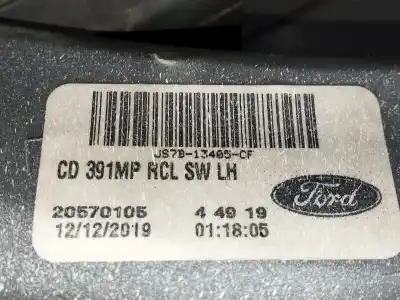 JS7B-13405-CF
CD 391MP RCL SW LH
Ford
20570105 4 49 19
12/12/2019 01:18:05